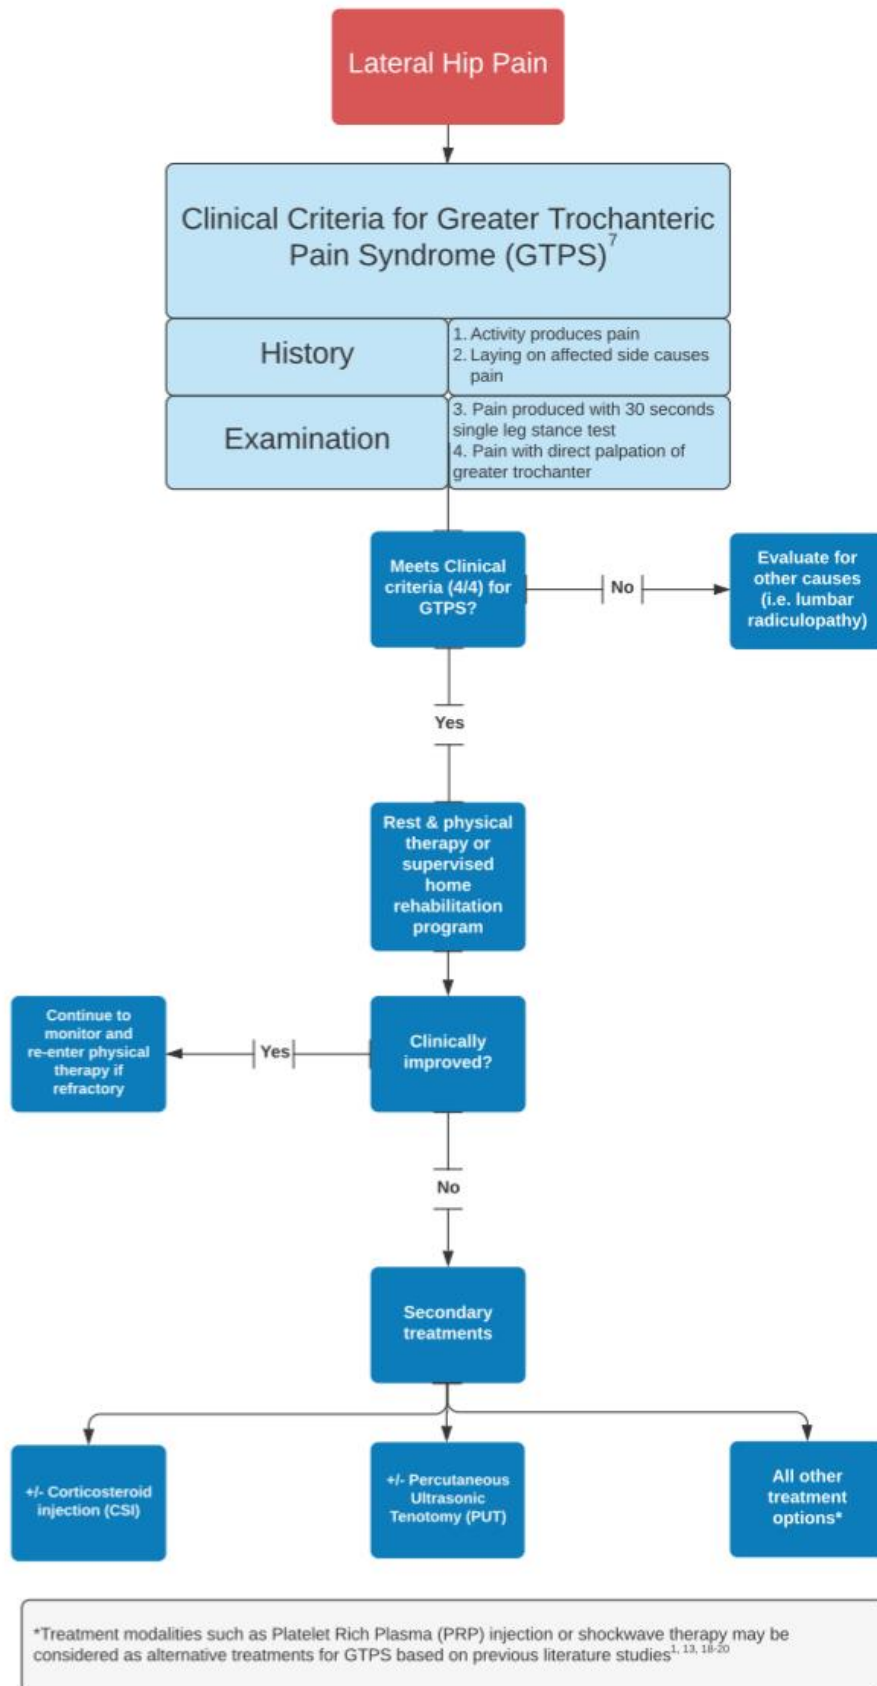 Lateral Hip Pain
Clinical Criteria for Greater Trochanteric
Pain Syndrome (GTPS)7
History
1. Activity produces pain
2. Laying on affected side causes
pain
Examination
3. Pain produced with 30 seconds
single leg stance test
4. Pain with direct palpation of
greater trochanter
Meets Clinical
criteria (4/4) for
GTPS?
No
Evaluate for
other causes
(i.e. lumbar
radiculopathy)
Yes
Rest & physical
therapy or
supervised
home
rehabilitation
program
Clinically
improved?
Yes
Continue to
monitor and
re-enter physical
therapy if
refractory
No
Secondary
treatments
+/- Corticosteroid
injection (CSI)
+/- Percutaneous
Ultrasonic
Tenotomy (PUT)
All other
treatment
options*
*Treatment modalities such as Platelet Rich Plasma (PRP) injection or shockwave therapy may be
considered as alternative treatments for GTPS based on previous literature studies1, 13, 18-20